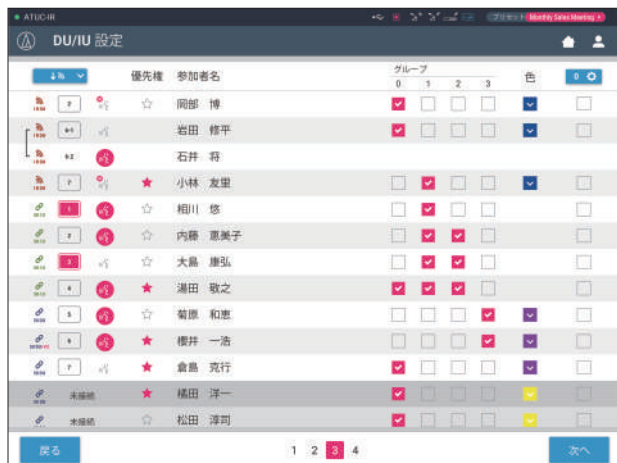 ATUC-IR
プリセット Monthly Sales Meeting
DU/IU 設定
優先権 参加者名 グループ 色 0
0 1 2 3
2 岡部 博
6-1 岩田 修平
6-2 石井 将
7 小林 友里
1 相川 悠
2 内藤 恵美子
3 大島 康弘
4 湯田 敬之
5 菊原 和恵
6 櫻井 一浩
7 倉島 克行
未接続 橘田 洋一
未接続 松田 淳司
戻る 1 2 3 4 次へ